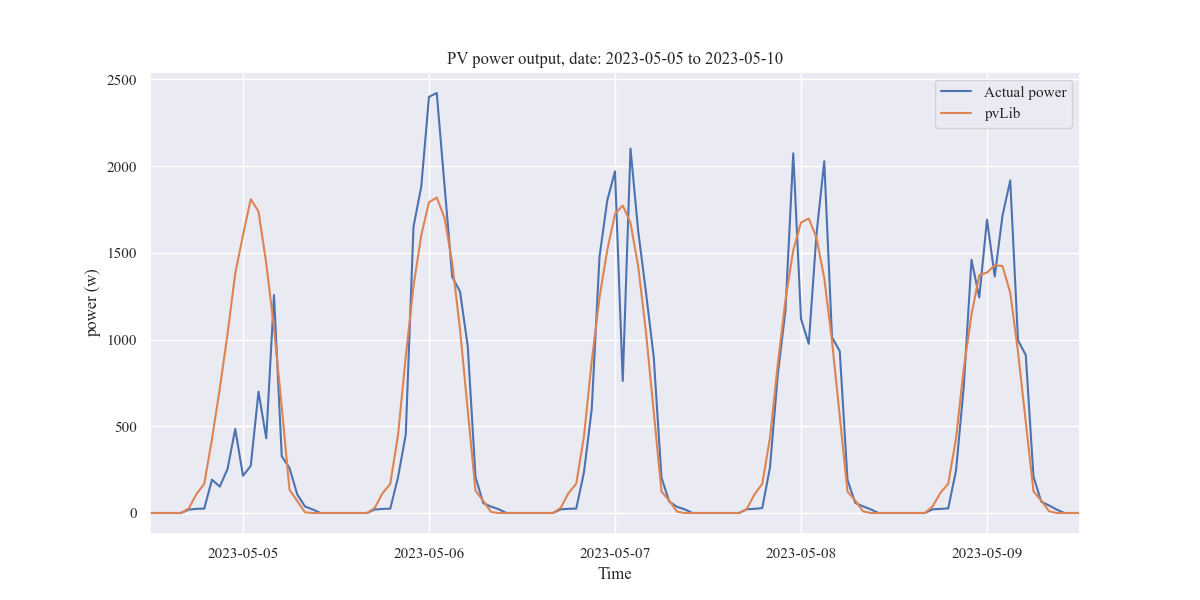 PV power output, date: 2023-05-05 to 2023-05-10
Actual power
pvLib
power (w)
2500
2000
1500
1000
500
0
2023-05-05
2023-05-06
2023-05-07
2023-05-08
2023-05-09
Time